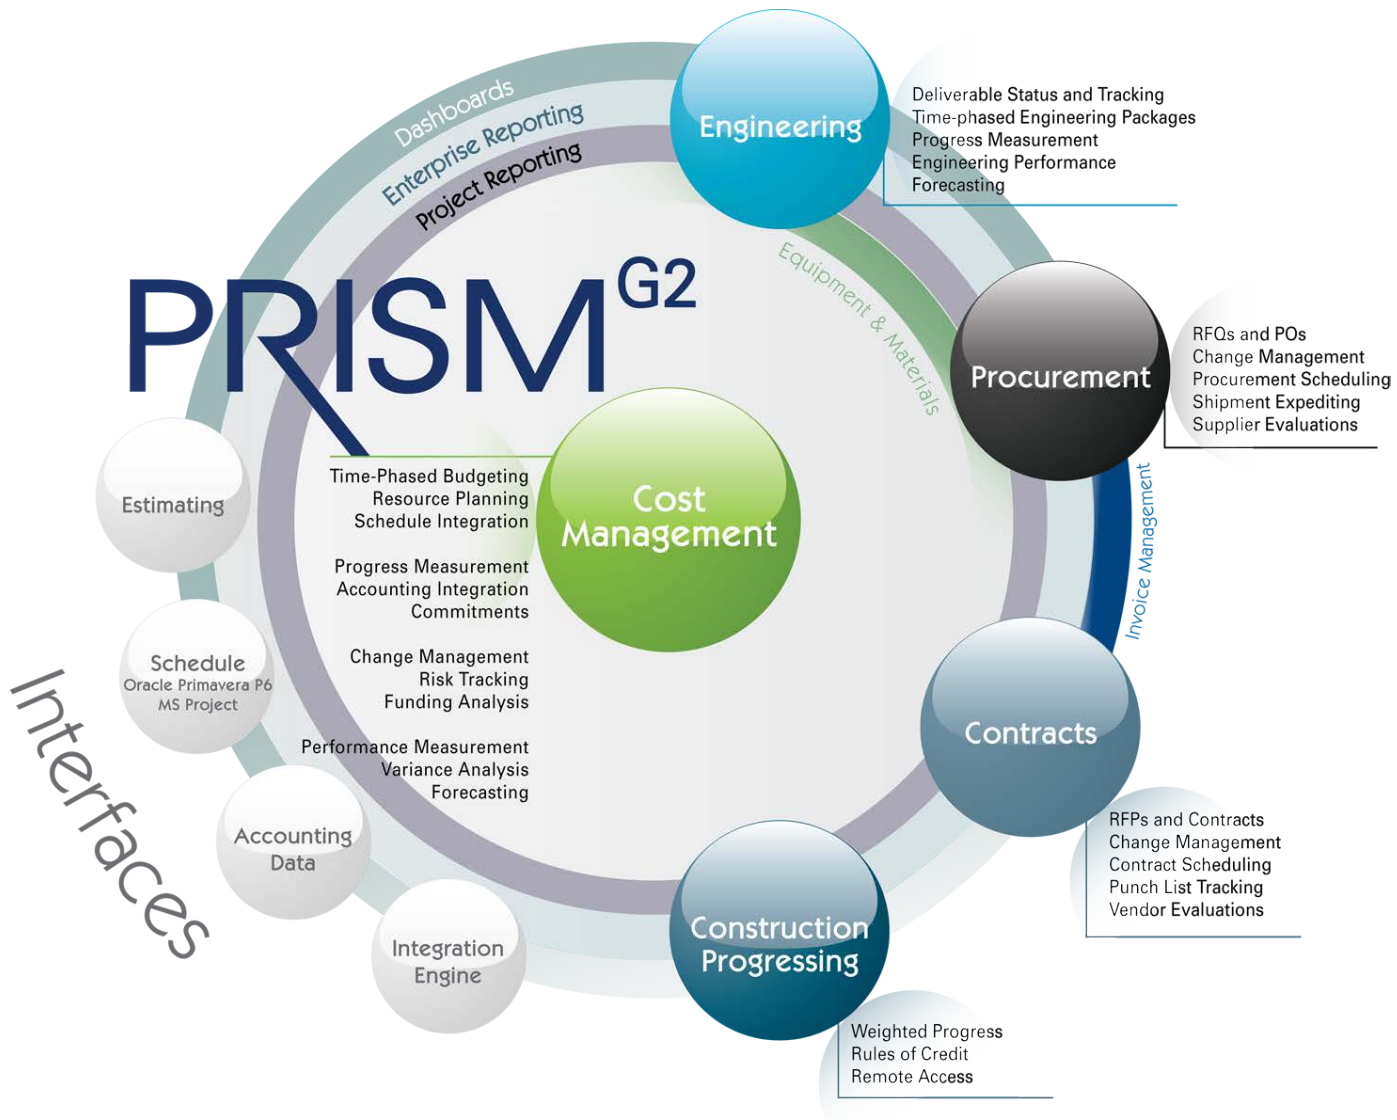 Dashboards
Enterprise Reporting
Project Reporting
Engineering
Deliverable Status and Tracking
Time-phased Engineering Packages
Progress Measurement
Engineering Performance
Forecasting
PRISM G2
Equipment & Materials
Procurement
RFQs and POs
Change Management
Procurement Scheduling
Shipment Expediting
Supplier Evaluations
Invoice Management
Cost
Management
Time-Phased Budgeting
Resource Planning
Schedule Integration
Progress Measurement
Accounting Integration
Commitments
Change Management
Risk Tracking
Funding Analysis
Performance Measurement
Variance Analysis
Forecasting
Contracts
RFPs and Contracts
Change Management
Contract Scheduling
Punch List Tracking
Vendor Evaluations
Construction
Progressing
Weighted Progress
Rules of Credit
Remote Access
Interfaces
Estimating
Schedule
Oracle Primavera P6
MS Project
Accounting
Data
Integration
Engine